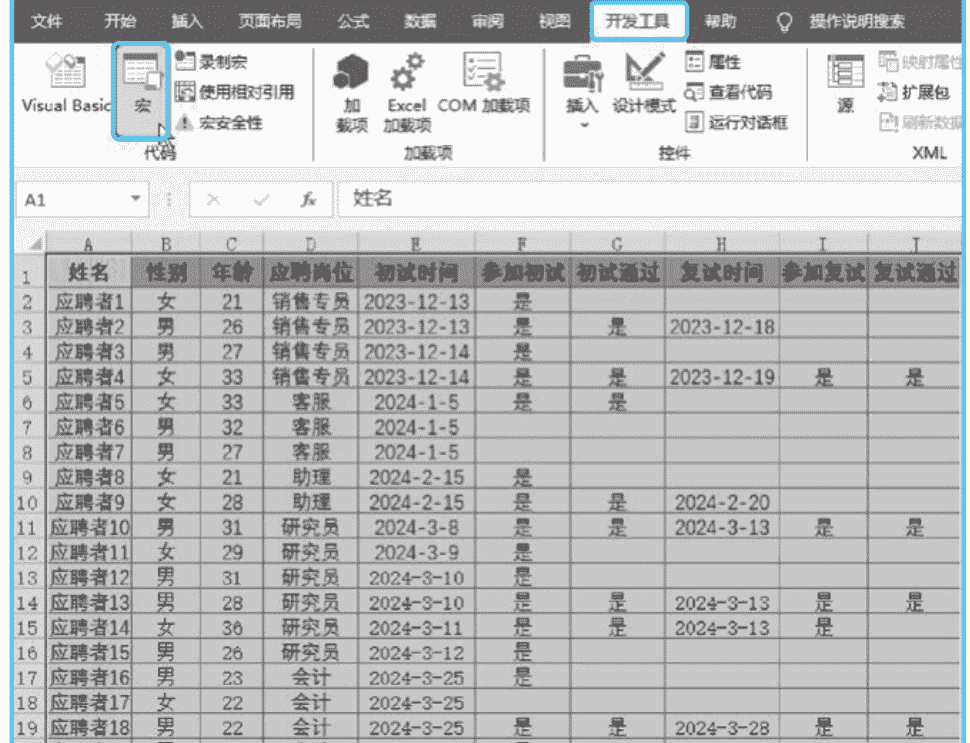 文件 开始 插入 页面布局 公式 数据 审阅 视图 开发工具 帮助 操作说明搜索
Visual Basic 宏 录制宏 使用相对引用 宏安全性 代码
加载项 Excel 加载项 COM 加载项 加载项
插入 设计模式 属性 查看代码 运行对话框 控件
源 映射属性 扩展包 刷新数据 XML
A1 fx 姓名
A B C D E F G H I J
1 姓名 性别 年龄 应聘岗位 初试时间 参加初试 初试通过 复试时间 参加复试 复试通过
2 应聘者1 女 21 销售专员 2023-12-13 是
3 应聘者2 男 26 销售专员 2023-12-13 是 是 2023-12-18
4 应聘者3 男 27 销售专员 2023-12-14 是
5 应聘者4 女 33 销售专员 2023-12-14 是 是 2023-12-19 是 是
6 应聘者5 女 33 客服 2024-1-5 是 是
7 应聘者6 男 32 客服 2024-1-5
8 应聘者7 男 27 客服 2024-1-5
9 应聘者8 女 21 助理 2024-2-15 是
10 应聘者9 女 28 助理 2024-2-15 是 是 2024-2-20
11 应聘者10 男 31 研究员 2024-3-8 是 是 2024-3-13 是 是
12 应聘者11 女 29 研究员 2024-3-9 是
13 应聘者12 男 31 研究员 2024-3-10 是
14 应聘者13 男 28 研究员 2024-3-10 是 是 2024-3-13 是 是
15 应聘者14 女 36 研究员 2024-3-11 是 是 2024-3-13 是
16 应聘者15 男 26 研究员 2024-3-12 是
17 应聘者16 男 23 会计 2024-3-25 是
18 应聘者17 女 22 会计 2024-3-25
19 应聘者18 男 22 会计 2024-3-25 是 是 2024-3-28 是 是